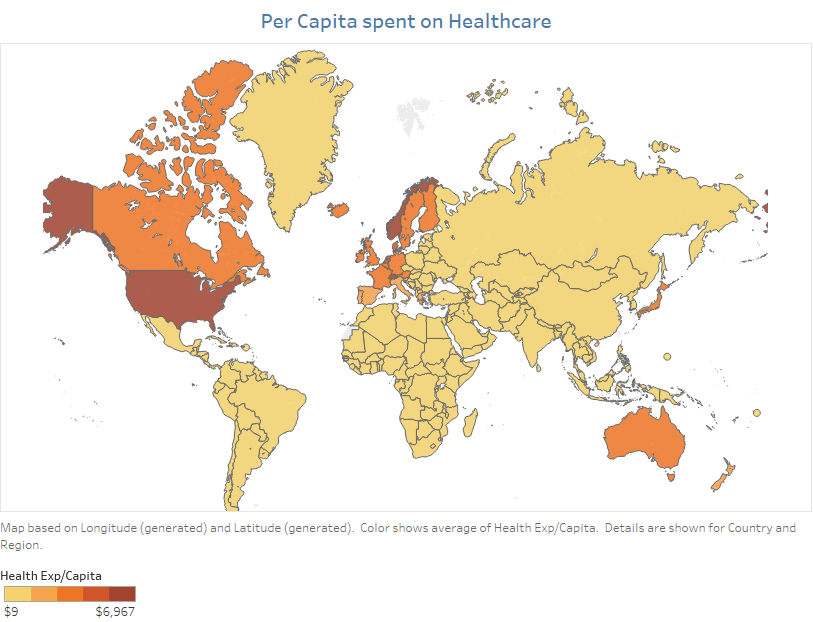 Per Capita spent on Healthcare
Map based on Longitude (generated) and Latitude (generated). Color shows average of Health Exp/Capita. Details are shown for Country and
Region.
Health Exp/Capita
$9 $6,967